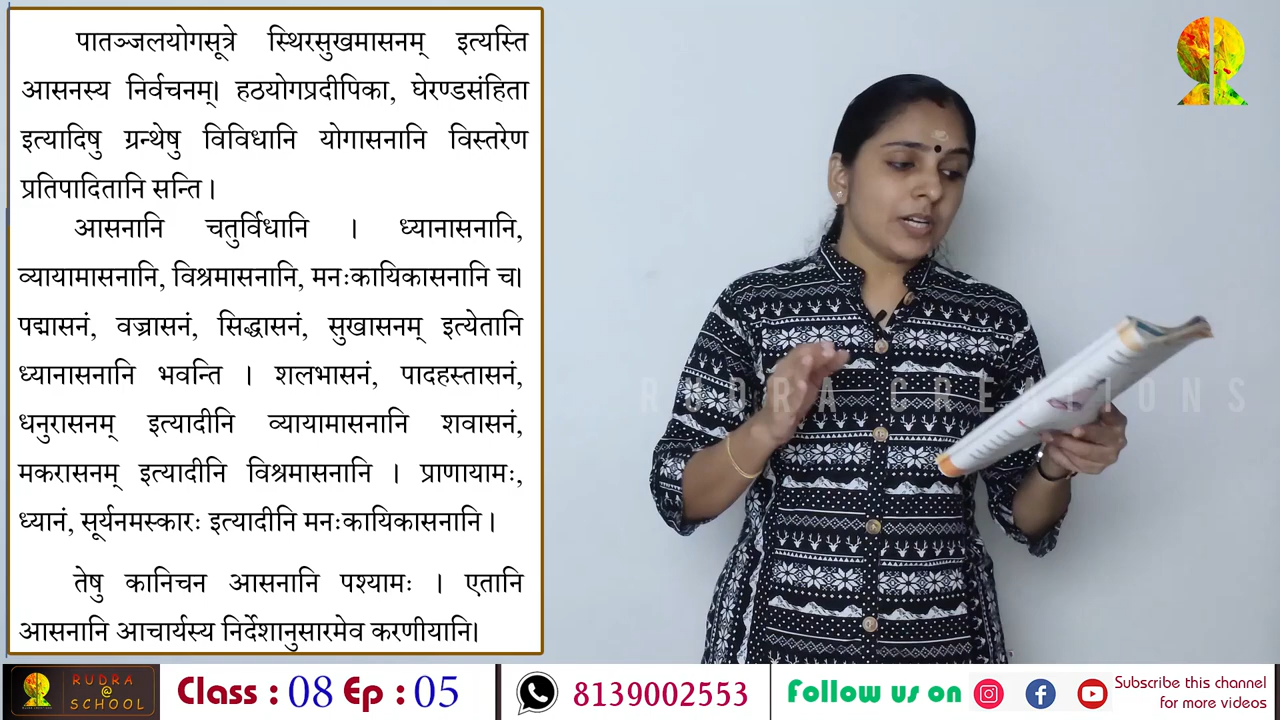 पातञ्जलयोगसूत्रे स्थिरसुखमासनम् इत्यस्ति
आसनस्य निर्वचनम्। हठयोगप्रदीपिका, घेरण्डसंहिता
इत्यादिषु ग्रन्थेषु विविधानि योगासनानि विस्तरेण
प्रतिपादितानि सन्ति ।
आसनानि चतुर्विधानि । ध्यानासनानि,
व्यायामासनानि, विश्रमासनानि, मनःकायिकासनानि च।
पद्मासनं, वज्रासनं, सिद्धासनं, सुखासनम् इत्येतानि
ध्यानासनानि भवन्ति । शलभासनं, पादहस्तासनं,
धनुरासनम् इत्यादीनि व्यायामासनानि शवासनं,
मकरासनम् इत्यादीनि विश्रमासनानि । प्राणायामः,
ध्यानं, सूर्यनमस्कारः इत्यादीनि मनःकायिकासनानि ।
तेषु कानिचन आसनानि पश्यामः । एतानि
आसनानि आचार्यस्य निर्देशानुसारमेव करणीयानि।
RUDRA CREATIONS
RUDRA
@
SCHOOL
Class : 08 Ep : 05
8139002553
Follow us on
Subscribe this channel
for more videos